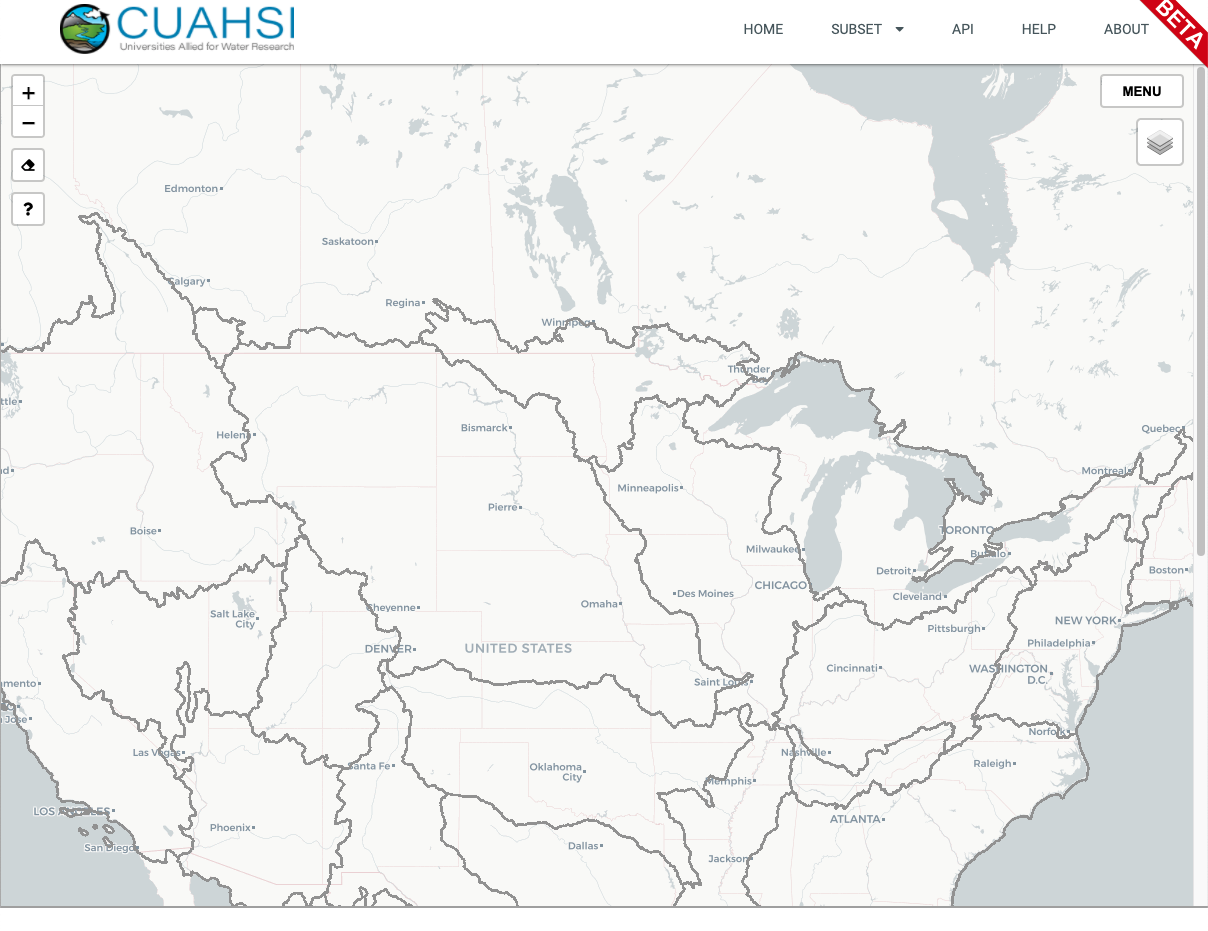 CUAHSI
Universities Allied for Water Research
HOME
SUBSET
API
HELP
ABOUT
BETA
+
−
?
MENU
Edmonton
Saskatoon
Calgary
Regina
Winnipeg
Thunder
Bay
ttle
Helena
Bismarck
Quebec
Montreal
d
Minneapolis
Pierre
Boise
TORONTO
Milwaukee
Buffalo
Detroit
Boston
CHICAGO
Cleveland
Des Moines
Omaha
Cheyenne
Salt Lake
City
NEW YORK
Pittsburgh
Philadelphia
DENVER
UNITED STATES
Cincinnati
WASHINGTON
D.C.
Saint Louis
amento
n Jose
Norfolk
Las Vegas
Nashville
Santa Fe
Oklahoma
City
Raleigh
Memphis
LOS ANGELES
Phoenix
ATLANTA
San Diego
Dallas
Jackson